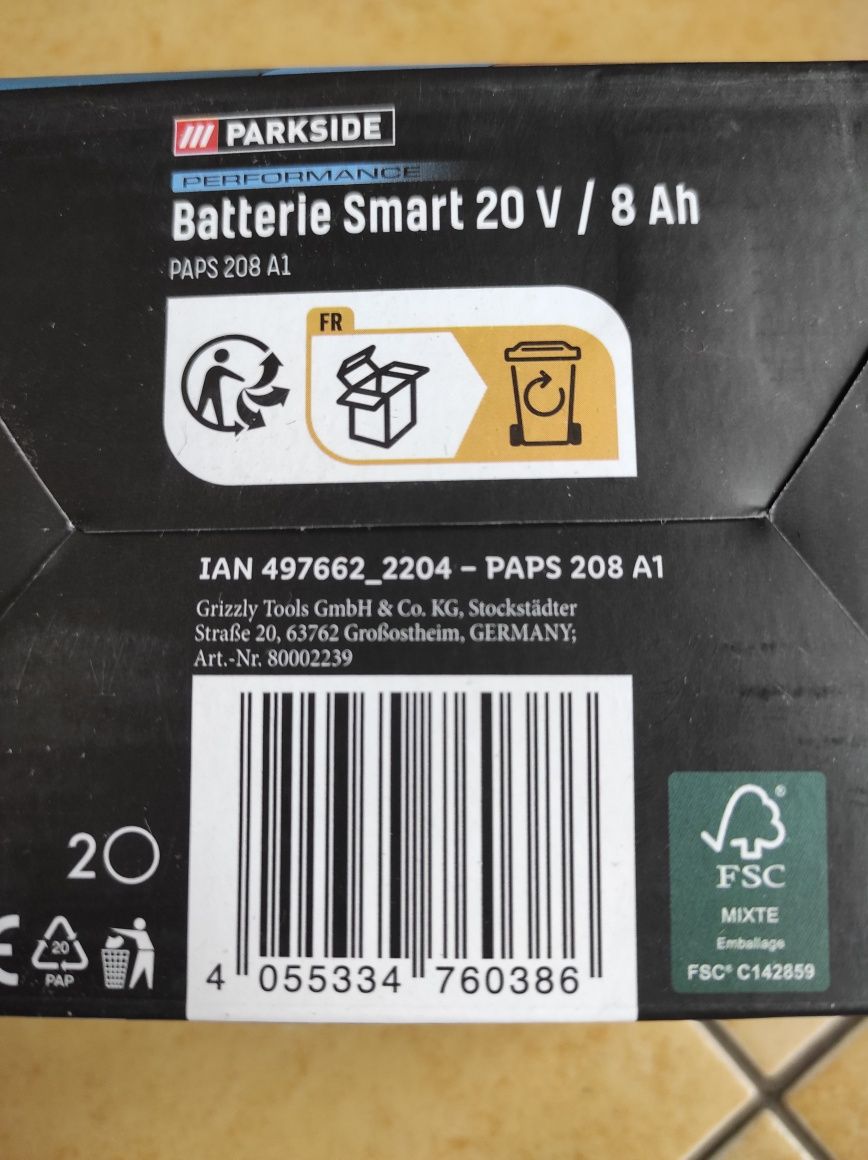 PARKSIDE
PERFORMANCE
Batterie Smart 20 V / 8 Ah
PAPS 208 A1
FR
IAN 497662_2204 – PAPS 208 A1
Grizzly Tools GmbH & Co. KG, Stockstädter
Straße 20, 63762 Großostheim, GERMANY;
Art.-Nr. 80002239
2
20
PAP
4 055334 760386
FSC®
MIXTE
Emballage
FSC® C142859